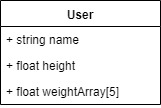 User
+ string name
+ float height
+ float weightArray[5]